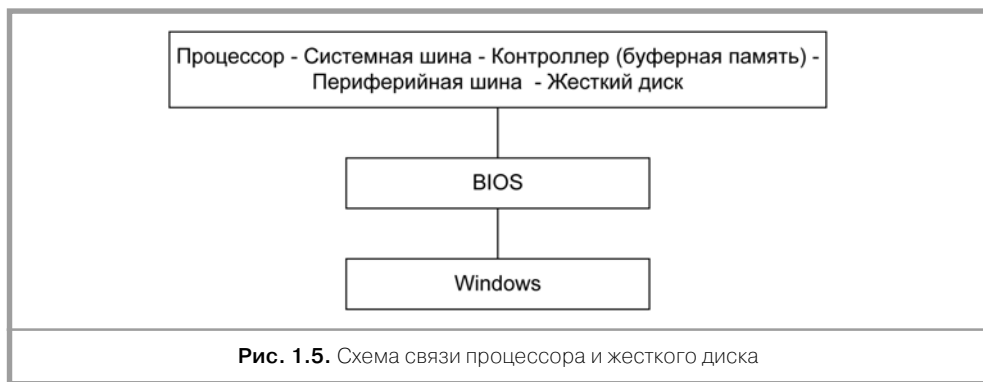 Процессор - Системная шина - Контроллер (буферная память) -
Периферийная шина - Жесткий диск
BIOS
Windows
Рис. 1.5. Схема связи процессора и жесткого диска